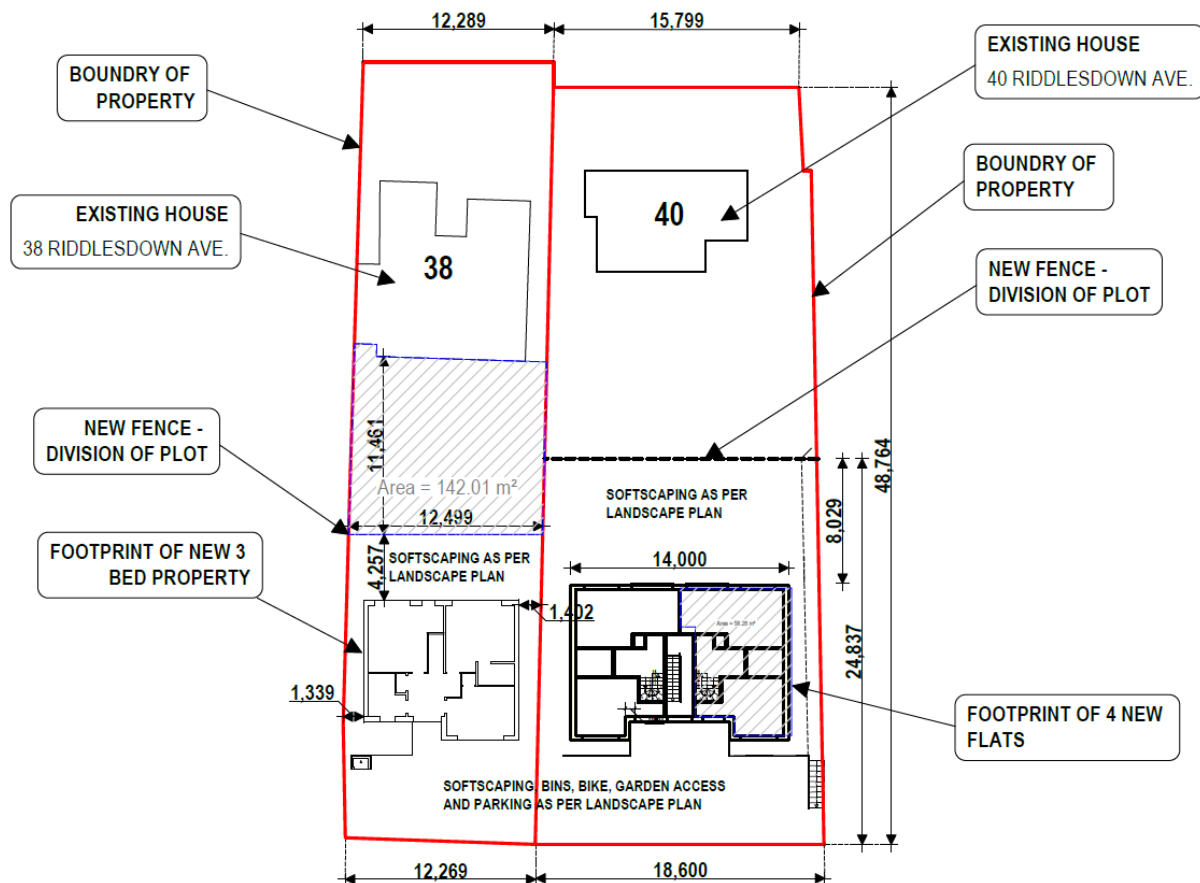 12,289
15,799
BOUNDRY OF
PROPERTY
EXISTING HOUSE
40 RIDDLESDOWN AVE.
BOUNDRY OF
PROPERTY
EXISTING HOUSE
38 RIDDLESDOWN AVE.
40
38
NEW FENCE -
DIVISION OF PLOT
NEW FENCE -
DIVISION OF PLOT
11,461
Area = 142.01 m²
12,499
48,764
SOFTSCAPING AS PER
LANDSCAPE PLAN
8,029
FOOTPRINT OF NEW 3
BED PROPERTY
4,257
SOFTSCAPING AS PER
LANDSCAPE PLAN
14,000
1,402
24,837
1,339
FOOTPRINT OF 4 NEW
FLATS
SOFTSCAPING, BINS, BIKE, GARDEN ACCESS
AND PARKING AS PER LANDSCAPE PLAN
12,269
18,600